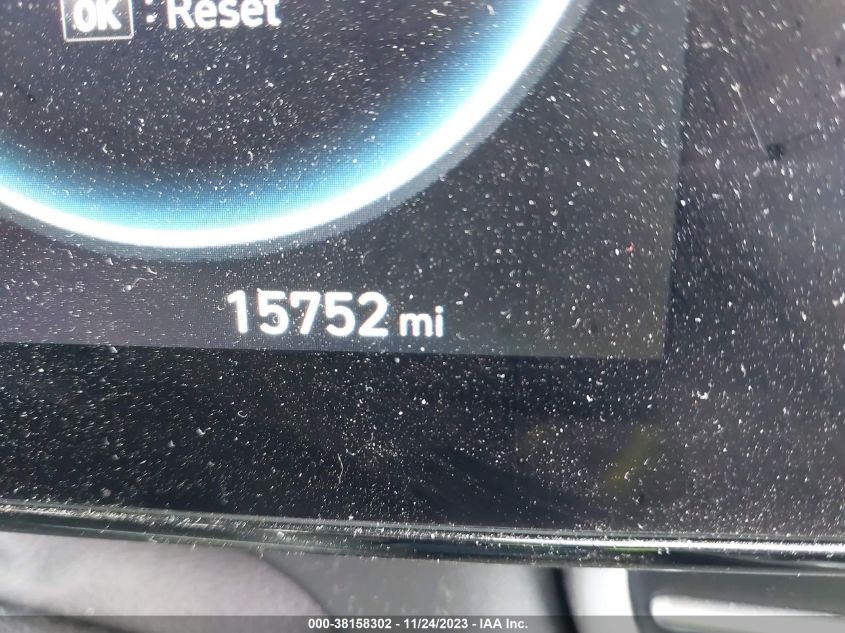 OK : Reset
15752 mi
000-38158302 - 11/24/2023 - IAA Inc.